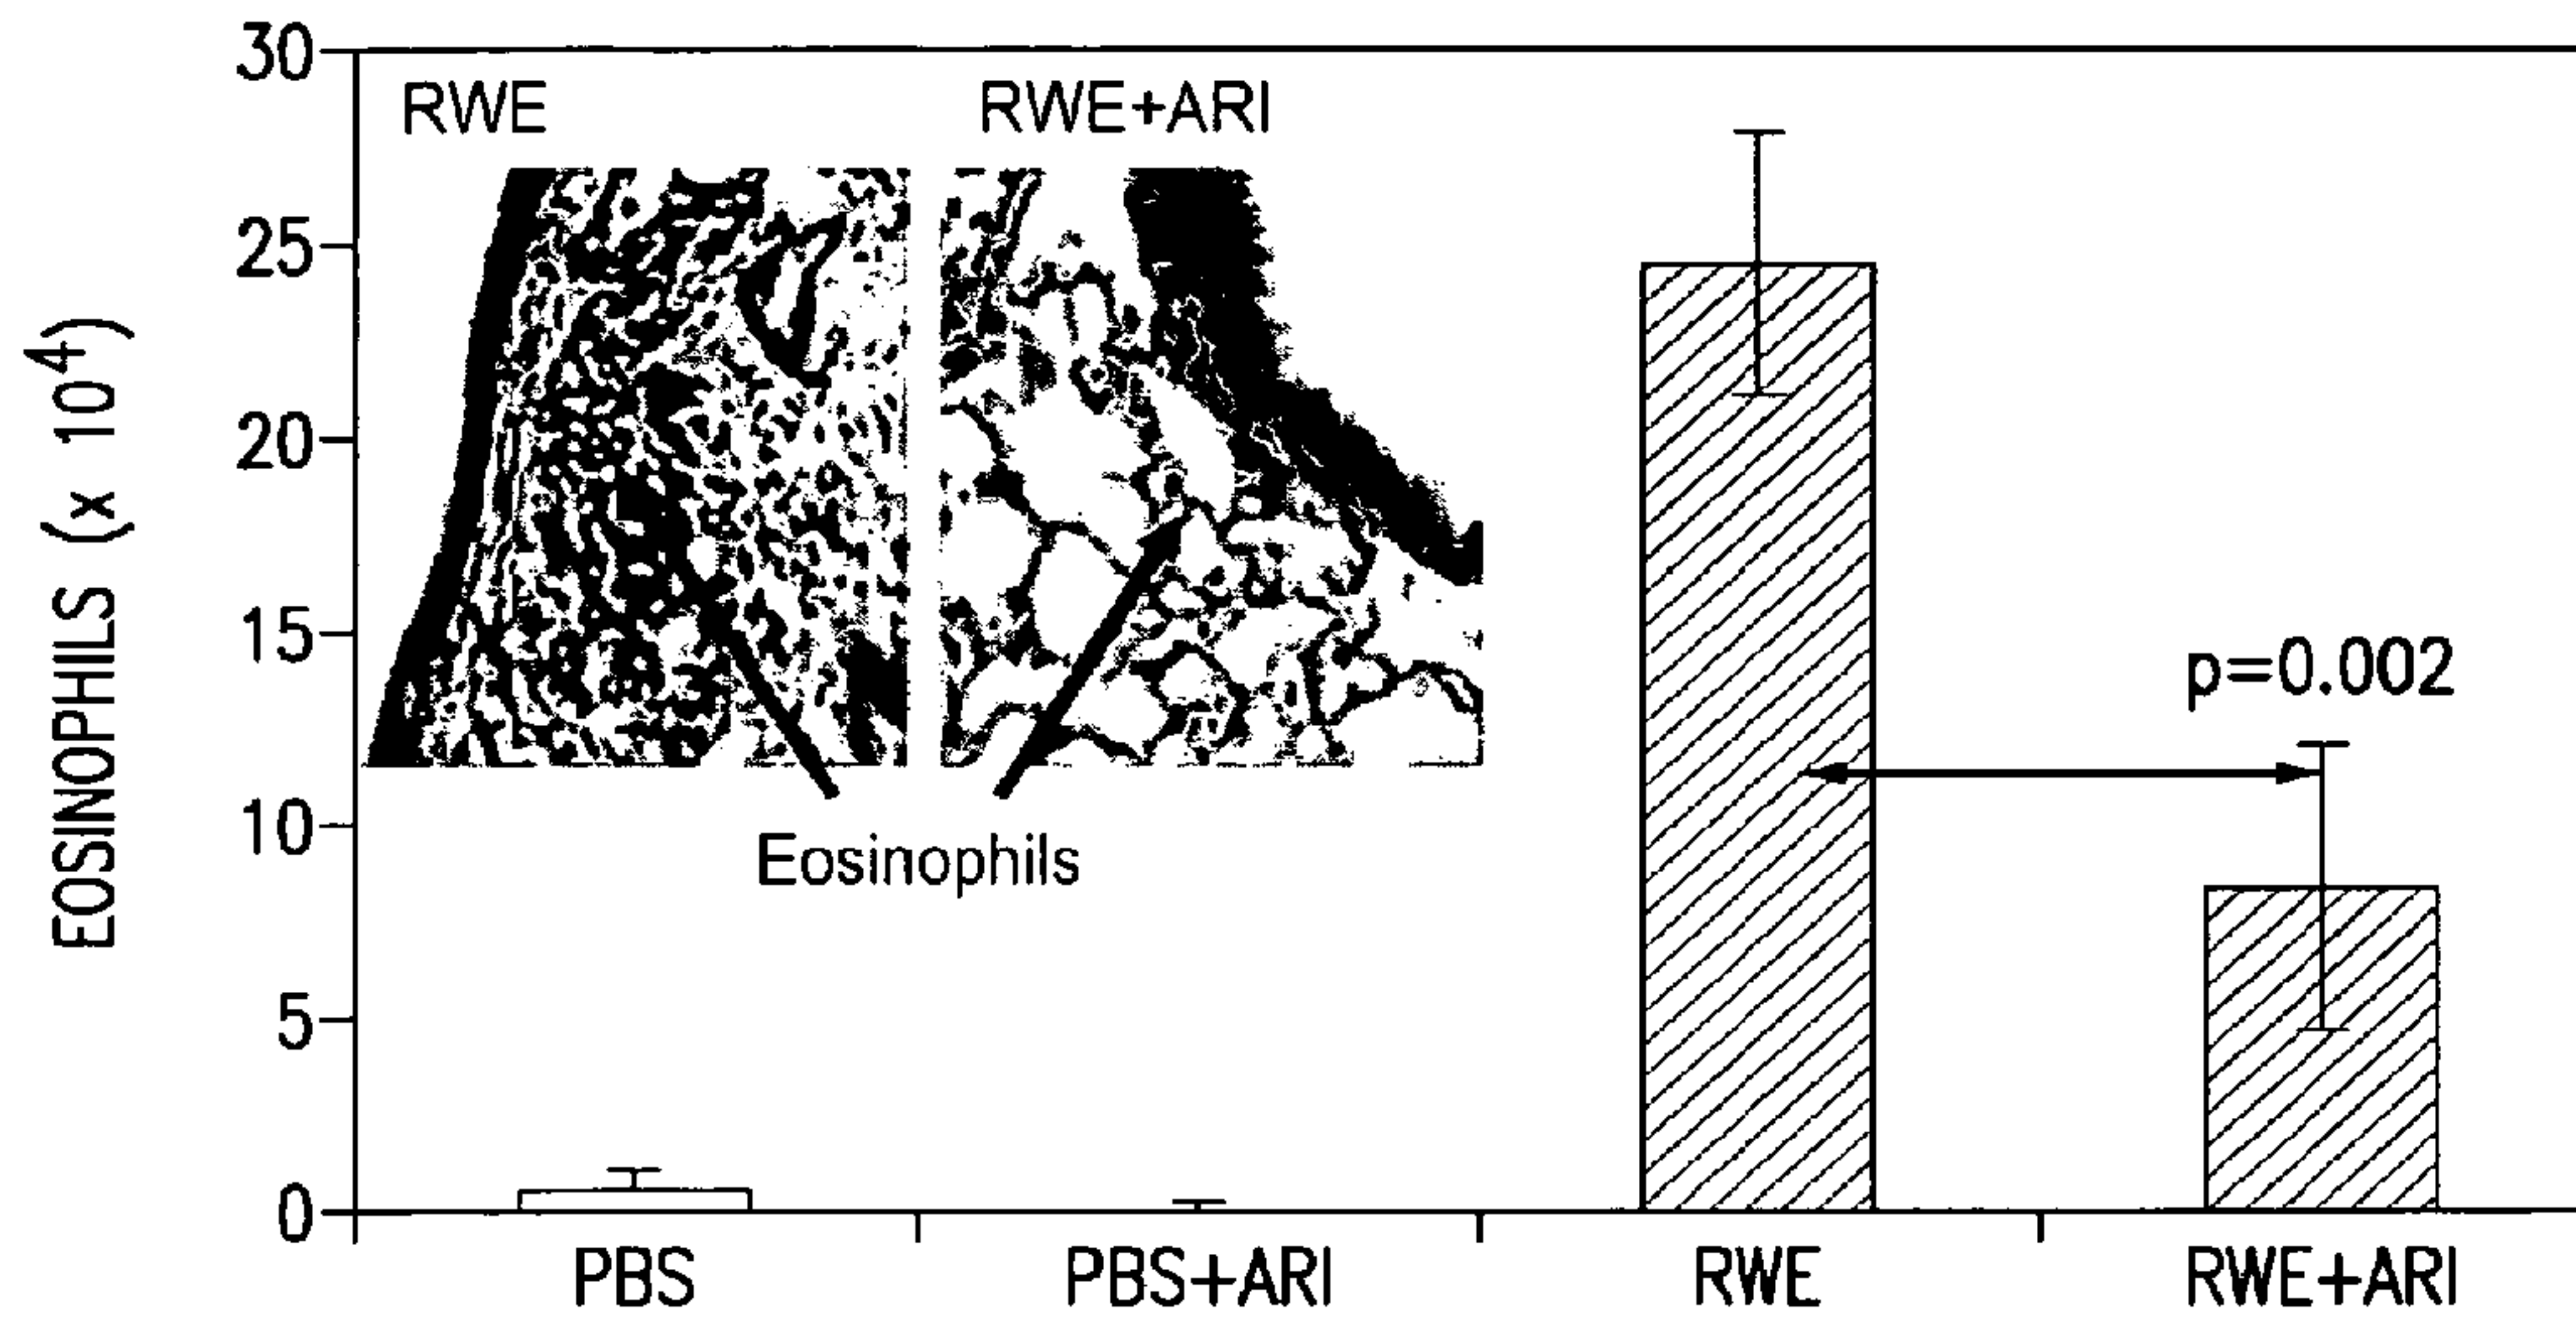 EOSINOPHILS (x 10⁴)
30
25
20
15
10
5
0
RWE
RWE+ARI
Eosinophils
p=0.002
PBS
PBS+ARI
RWE
RWE+ARI